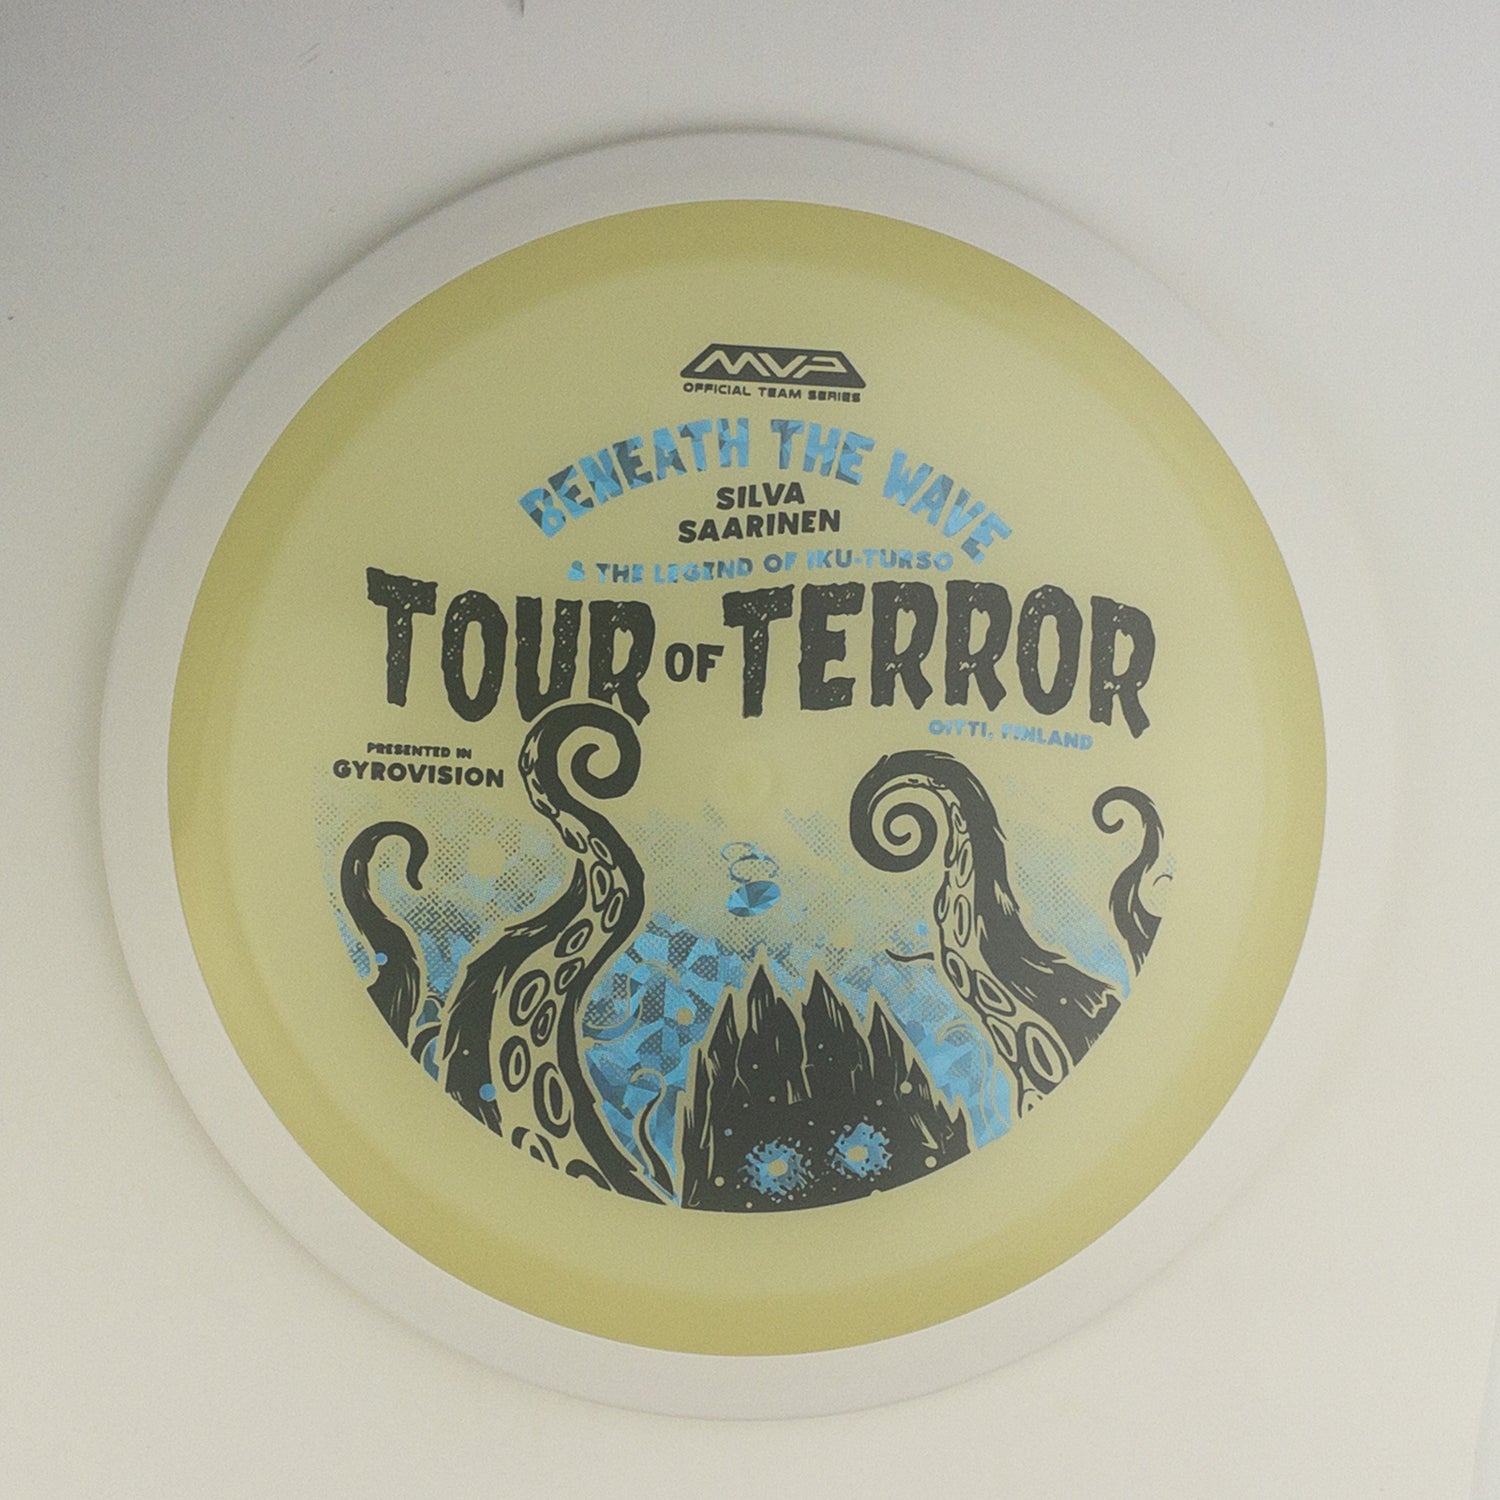 MVP
OFFICIAL TEAM SERIES
BENEATH THE WAVE
SILVA
SAARINEN
& THE LEGEND OF IKU-TURSO
TOUR OF TERROR
OITTI, FINLAND
PRESENTED IN
GYROVISION